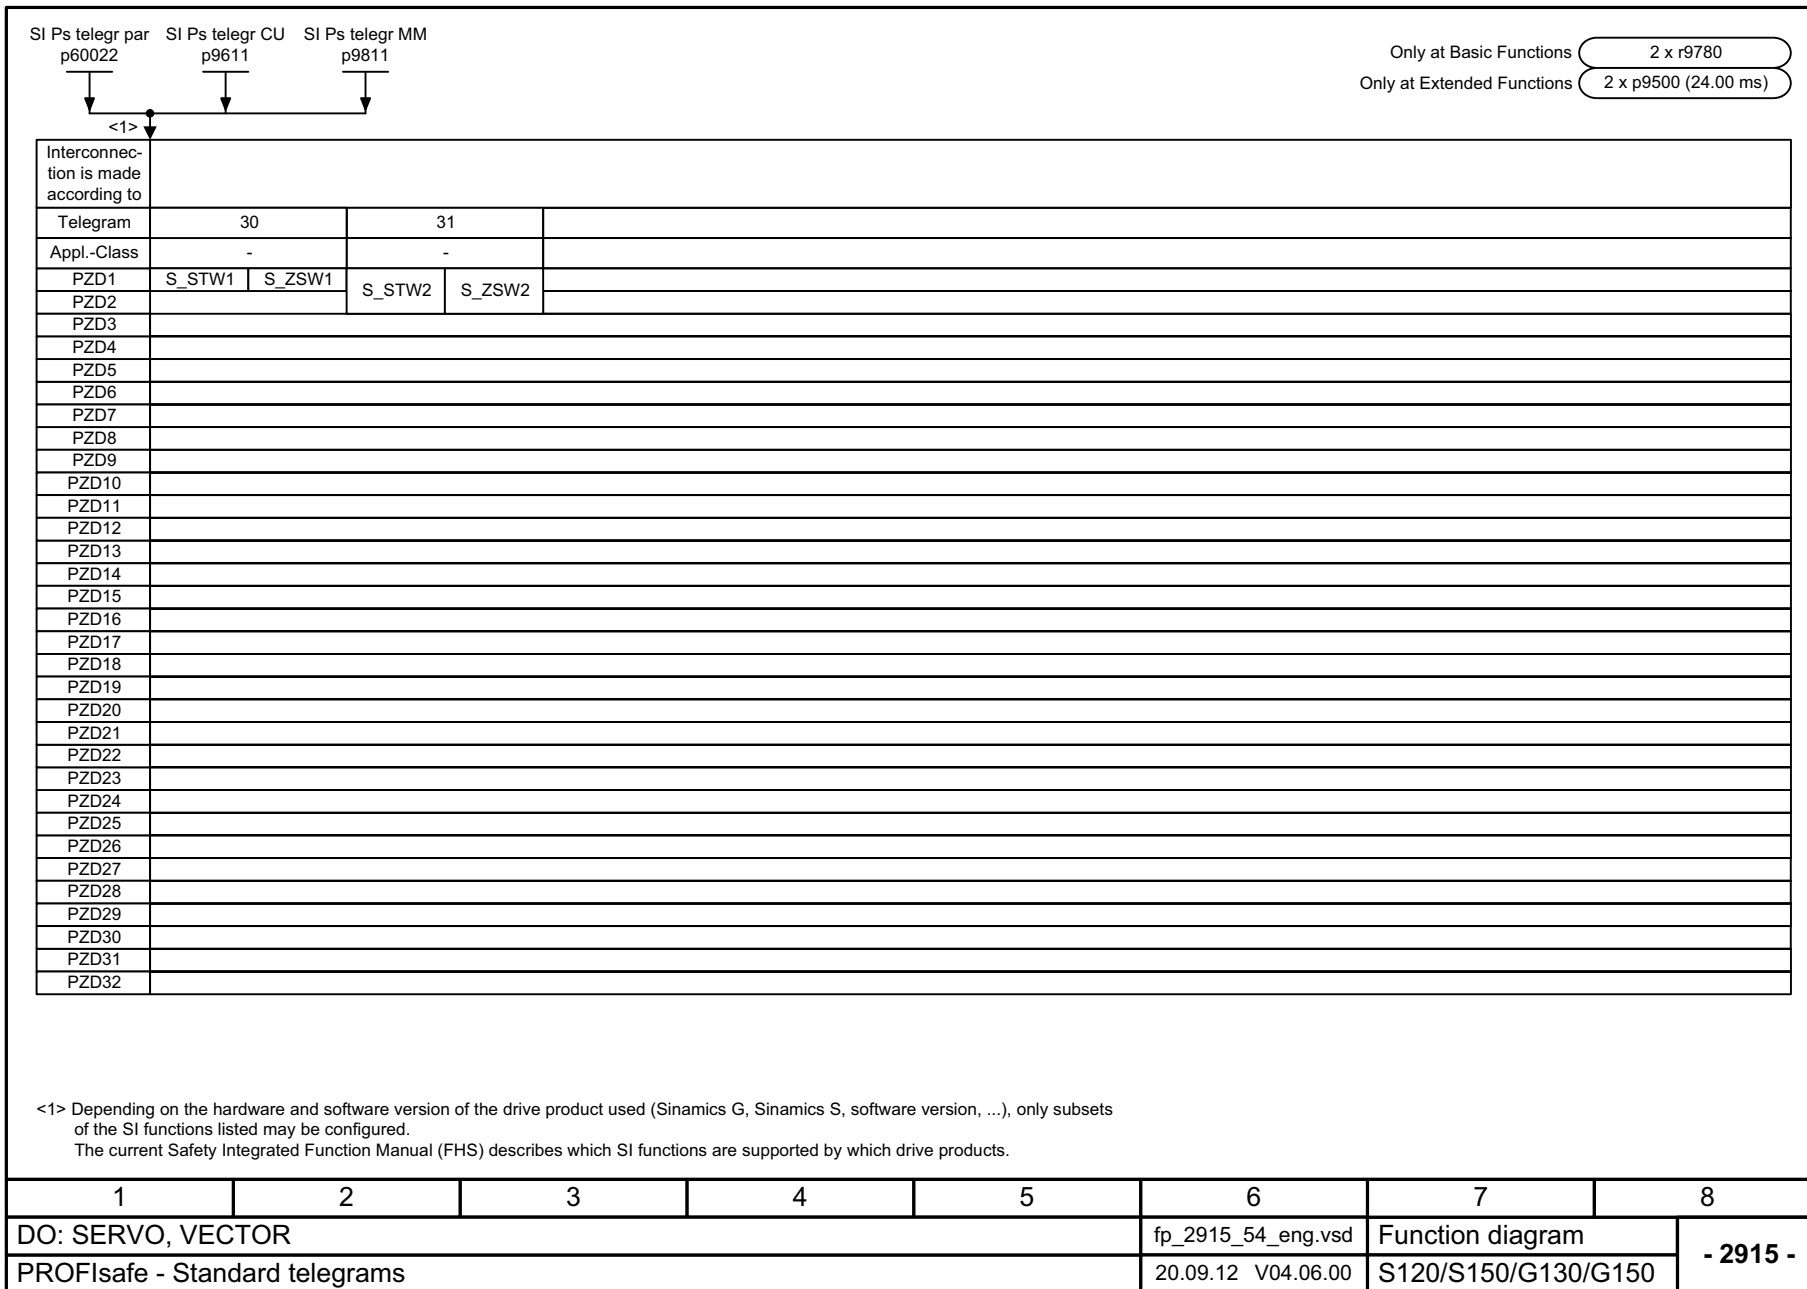 SI Ps telegr par SI Ps telegr CU SI Ps telegr MM
p60022 p9611 p9811
Only at Basic Functions 2 x r9780
Only at Extended Functions 2 x p9500 (24.00 ms)
<1>
Interconnec-
tion is made
according to
Telegram 30 31
Appl.-Class - -
PZD1 S_STW1 S_ZSW1 S_STW2 S_ZSW2
PZD2
PZD3
PZD4
PZD5
PZD6
PZD7
PZD8
PZD9
PZD10
PZD11
PZD12
PZD13
PZD14
PZD15
PZD16
PZD17
PZD18
PZD19
PZD20
PZD21
PZD22
PZD23
PZD24
PZD25
PZD26
PZD27
PZD28
PZD29
PZD30
PZD31
PZD32
<1> Depending on the hardware and software version of the drive product used (Sinamics G, Sinamics S, software version, ...), only subsets
of the SI functions listed may be configured.
The current Safety Integrated Function Manual (FHS) describes which SI functions are supported by which drive products.
1 2 3 4 5 6 7 8
DO: SERVO, VECTOR fp_2915_54_eng.vsd Function diagram - 2915 -
PROFIsafe - Standard telegrams 20.09.12 V04.06.00 S120/S150/G130/G150